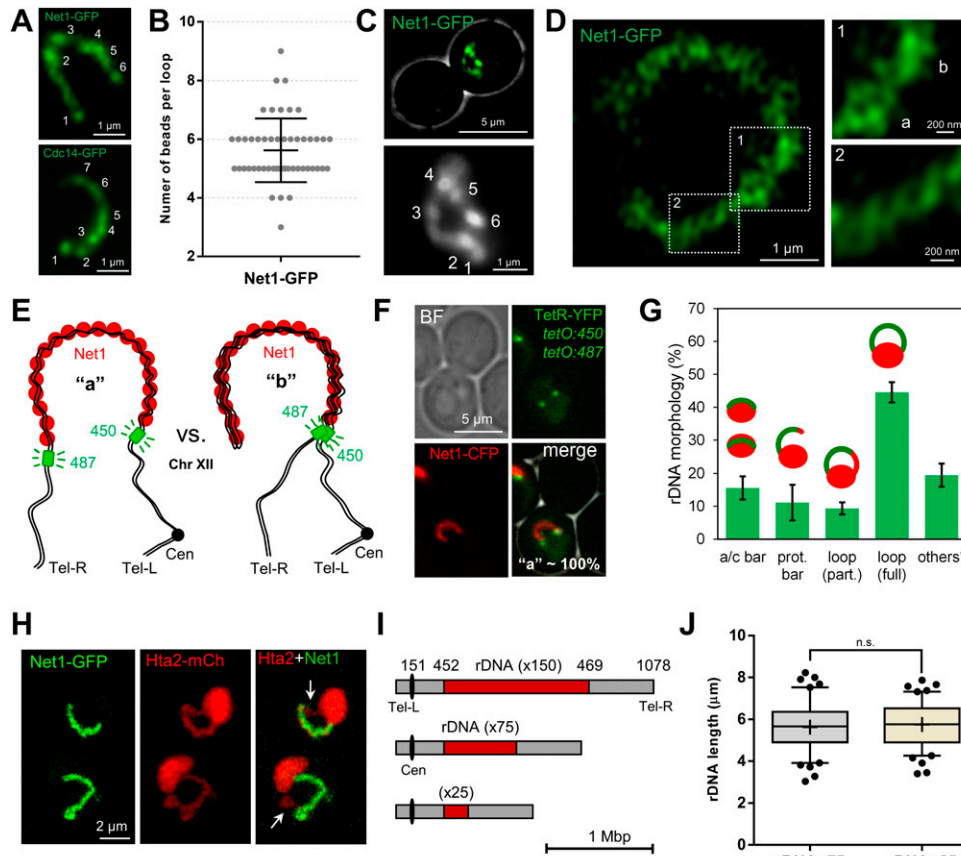 A
Net1-GFP
3
4
2
5
6
1
1 µm
Cdc14-GFP
7
6
5
3
4
1
2
1 µm
B
Numer of beads per loop
10
8
6
4
2
Net1-GFP
C
Net1-GFP
5 µm
4
5
3
6
2
1
1 µm
D
Net1-GFP
1
2
1 µm
1
b
a
200 nm
2
200 nm
E
Net1
"a"
450
487
VS.
Chr XII
Tel-R
Tel-L
Cen
Net1
"b"
487
450
Tel-R
Tel-L
Cen
F
BF
5 µm
TetR-YFP
tetO:450
tetO:487
Net1-CFP
merge
"a" ~ 100%
G
rDNA morphology (%)
70
60
50
40
30
20
10
0
a/c bar
prot.
bar
loop
(part.)
loop
(full)
H
Net1-GFP
Hta2-mCh
Hta2+Net1
2 µm
I
151 452 rDNA (x150) 469 1078
Tel-L
Tel-R
rDNA (x75)
Cen
(x25)
1 Mbp
J
rDNA length (µm)
10
8
6
4
2
0
n.s.